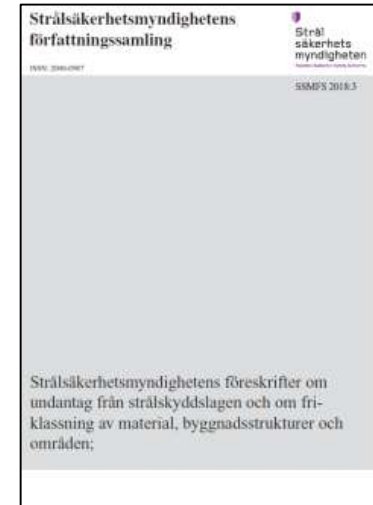 Strålsäkerhetsmyndighetens
författningssamling
Strål
säkerhets
myndigheten
SSMFS 2018:3
Strålsäkerhetsmyndighetens föreskrifter om
undantag från strålskyddslagen och om fri-
klassning av material, byggnadsstrukturer och
områden;